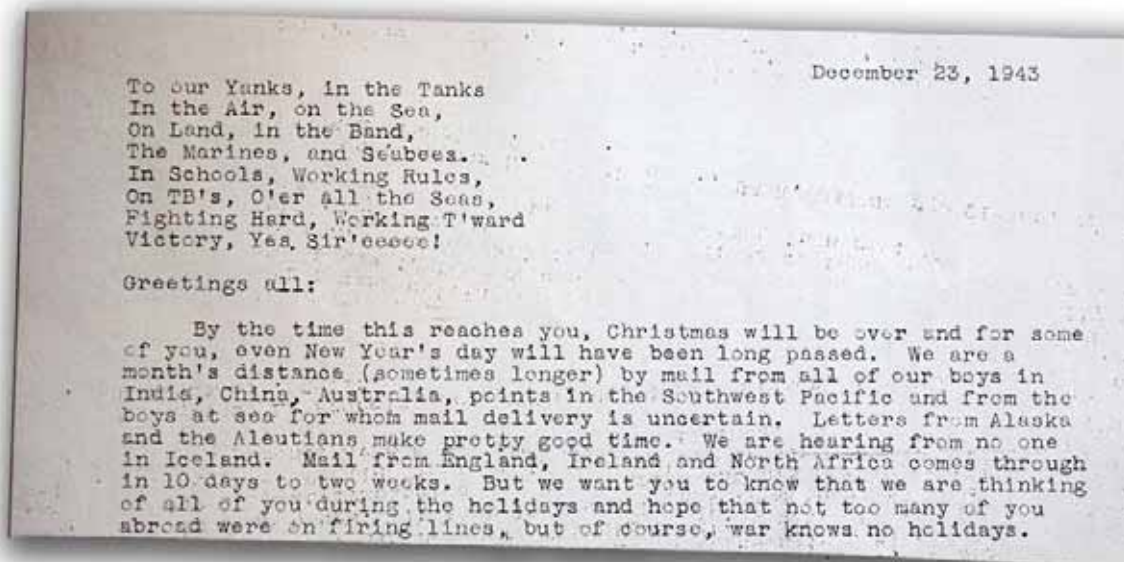 December 23, 1943
To our Yanks, in the Tanks
In the Air, on the Sea,
On Land, in the Band,
The Marines, and Seabees.
In Schools, Working Rules,
On TB's, O'er all the Seas,
Fighting Hard, Working T'ward
Victory, Yes Sir'eeeee!
Greetings all:
By the time this reaches you, Christmas will be over and for some
of you, even New Year's day will have been long passed. We are a
month's distance (sometimes longer) by mail from all of our boys in
India, China, Australia, points in the Southwest Pacific and from the
boys at sea for whom mail delivery is uncertain. Letters from Alaska
and the Aleutians make pretty good time. We are hearing from no one
in Iceland. Mail from England, Ireland and North Africa comes through
in 10 days to two weeks. But we want you to know that we are thinking
of all of you during the holidays and hope that not too many of you
abroad were on firing lines, but of course, war knows no holidays.